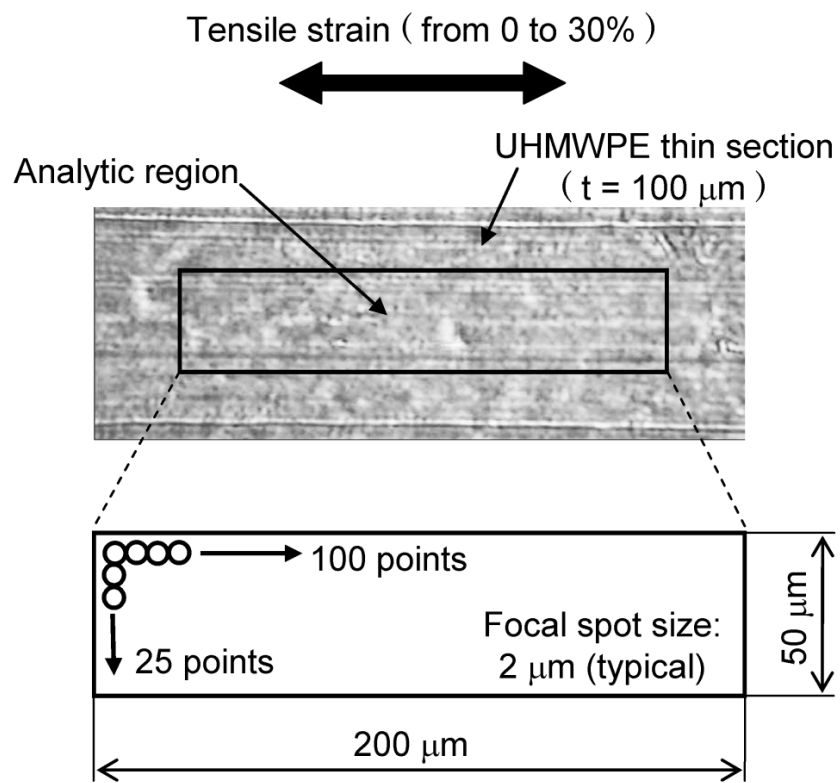 Tensile strain ( from 0 to 30% )
UHMWPE thin section
( t = 100 μm )
Analytic region
100 points
25 points
Focal spot size:
2 μm (typical)
50 μm
200 μm